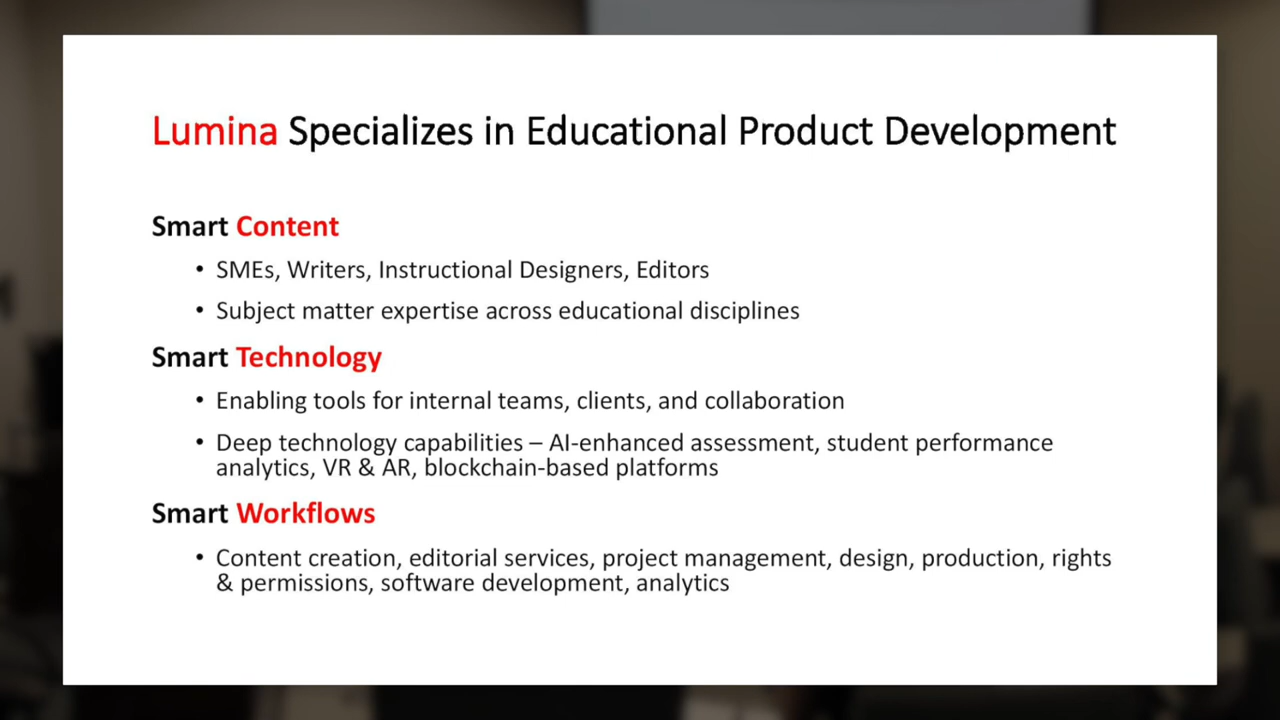 Lumina Specializes in Educational Product Development
Smart Content
• SMEs, Writers, Instructional Designers, Editors
• Subject matter expertise across educational disciplines
Smart Technology
• Enabling tools for internal teams, clients, and collaboration
• Deep technology capabilities – AI-enhanced assessment, student performance
analytics, VR & AR, blockchain-based platforms
Smart Workflows
• Content creation, editorial services, project management, design, production, rights
& permissions, software development, analytics